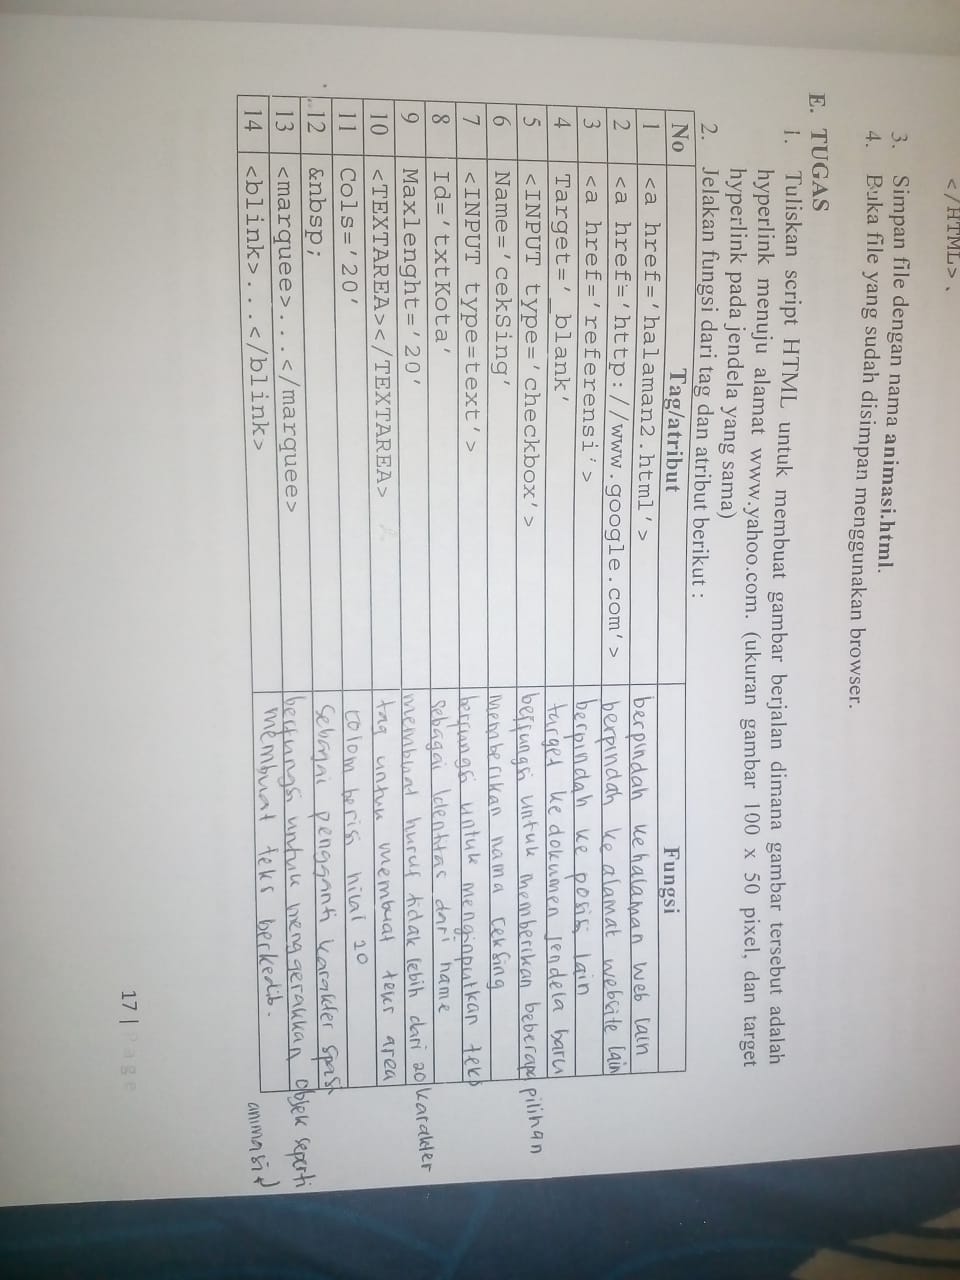 </HTML>.
3. Simpan file dengan nama animasi.html.
4. Buka file yang sudah disimpan menggunakan browser.
E. TUGAS
1. Tuliskan script HTML untuk membuat gambar berjalan dimana gambar tersebut adalah
hyperlink menuju alamat www.yahoo.com. (ukuran gambar 100 x 50 pixel, dan target
hyperlink pada jendela yang sama)
2. Jelakan fungsi dari tag dan atribut berikut :
No Tag/atribut Fungsi
1 <a href='halaman2.html'> berpindah kehalaman web lain
2 <a href='http://www.google.com'> berpindah ke alamat website lain
3 <a href='referensi'> berpindah ke posisi lain
4 Target='_blank' target ke dokumen jendela baru
5 <INPUT type='checkbox'> berfungsi untuk memberikan beberapa pilihan
6 Name='cekSing' memberikan nama ceksing
7 <INPUT type=text'> berfungsi untuk menginputkan teks
8 Id='txtKota' sebagai identitas dari name
9 Maxlenght='20' membuat huruf tidak lebih dari 20 karakter
10 <TEXTAREA></TEXTAREA> tag untuk membuat teks area
11 Cols='20' colom berisi nilai 20
12 &nbsp; sebagai pengganti karakter spasi
13 <marquee>...</marquee> berfungsi untuk menggerakkan objek seperti animasi
14 <blink>...</blink> membuat teks berkedib.
17 | Page